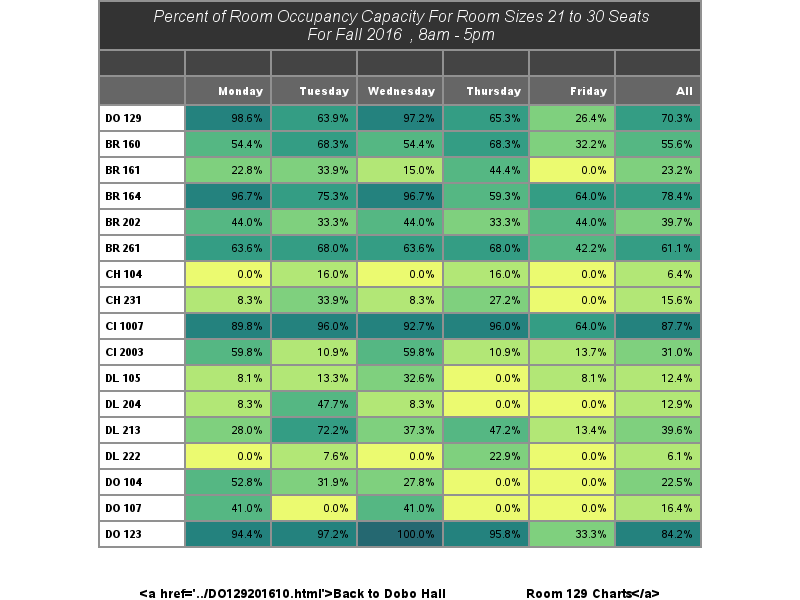 Percent of Room Occupancy Capacity For Room Sizes 21 to 30 Seats
For Fall 2016 , 8am - 5pm
Monday Tuesday Wednesday Thursday Friday All
DO 129 98.6% 63.9% 97.2% 65.3% 26.4% 70.3%
BR 160 54.4% 68.3% 54.4% 68.3% 32.2% 55.6%
BR 161 22.8% 33.9% 15.0% 44.4% 0.0% 23.2%
BR 164 96.7% 75.3% 96.7% 59.3% 64.0% 78.4%
BR 202 44.0% 33.3% 44.0% 33.3% 44.0% 39.7%
BR 261 63.6% 68.0% 63.6% 68.0% 42.2% 61.1%
CH 104 0.0% 16.0% 0.0% 16.0% 0.0% 6.4%
CH 231 8.3% 33.9% 8.3% 27.2% 0.0% 15.6%
CI 1007 89.8% 96.0% 92.7% 96.0% 64.0% 87.7%
CI 2003 59.8% 10.9% 59.8% 10.9% 13.7% 31.0%
DL 105 8.1% 13.3% 32.6% 0.0% 8.1% 12.4%
DL 204 8.3% 47.7% 8.3% 0.0% 0.0% 12.9%
DL 213 28.0% 72.2% 37.3% 47.2% 13.4% 39.6%
DL 222 0.0% 7.6% 0.0% 22.9% 0.0% 6.1%
DO 104 52.8% 31.9% 27.8% 0.0% 0.0% 22.5%
DO 107 41.0% 0.0% 41.0% 0.0% 0.0% 16.4%
DO 123 94.4% 97.2% 100.0% 95.8% 33.3% 84.2%
<a href='../DO129201610.html'>Back to Dobo Hall Room 129 Charts</a>